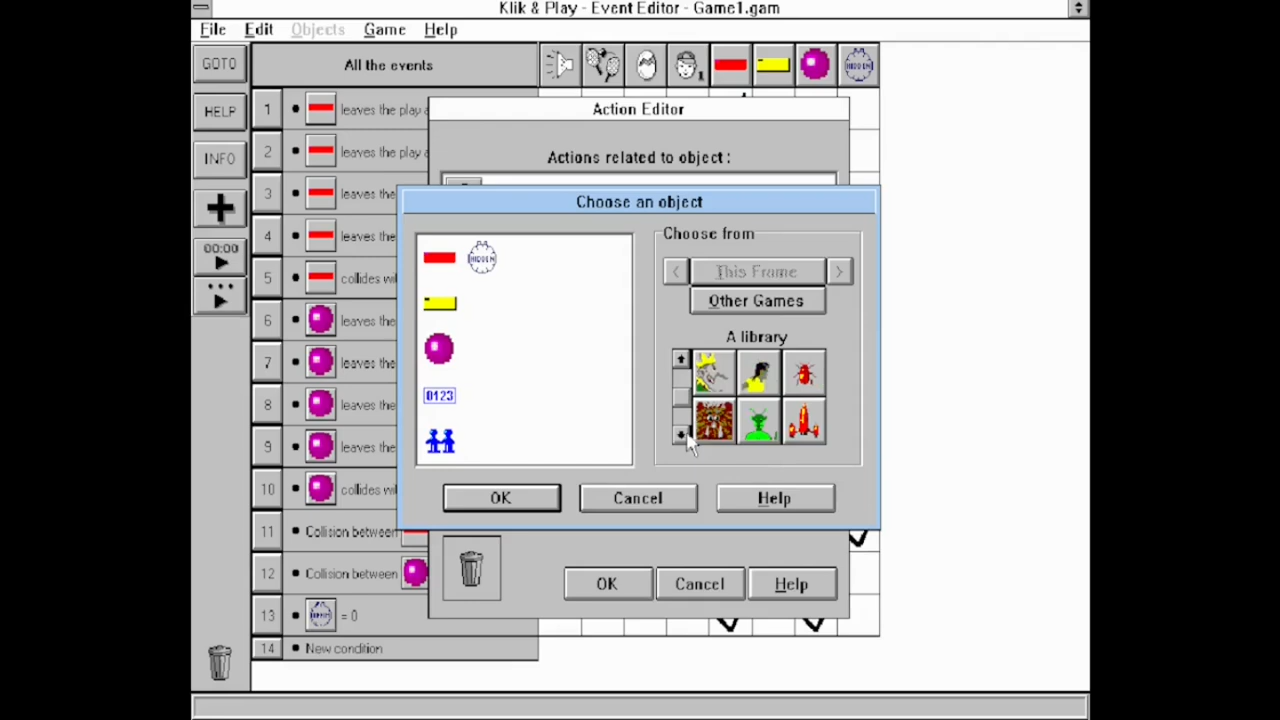 Klik & Play - Event Editor - Game1.gam
File Edit Objects Game Help
GOTO
HELP
INFO
00:00
All the events
1 leaves the play a
2 leaves the play a
3 leaves the
4 leaves the
5 collides wi
6 leaves the
7 leaves the
8 leaves the
9 leaves the
10 collides wi
11 Collision between
12 Collision between
13 HIDDEN = 0
14 New condition
1
HIDDEN
Action Editor
Actions related to object :
Choose an object
HIDDEN
0123
Choose from
< This Frame >
Other Games
A library
OK Cancel Help
OK Cancel Help